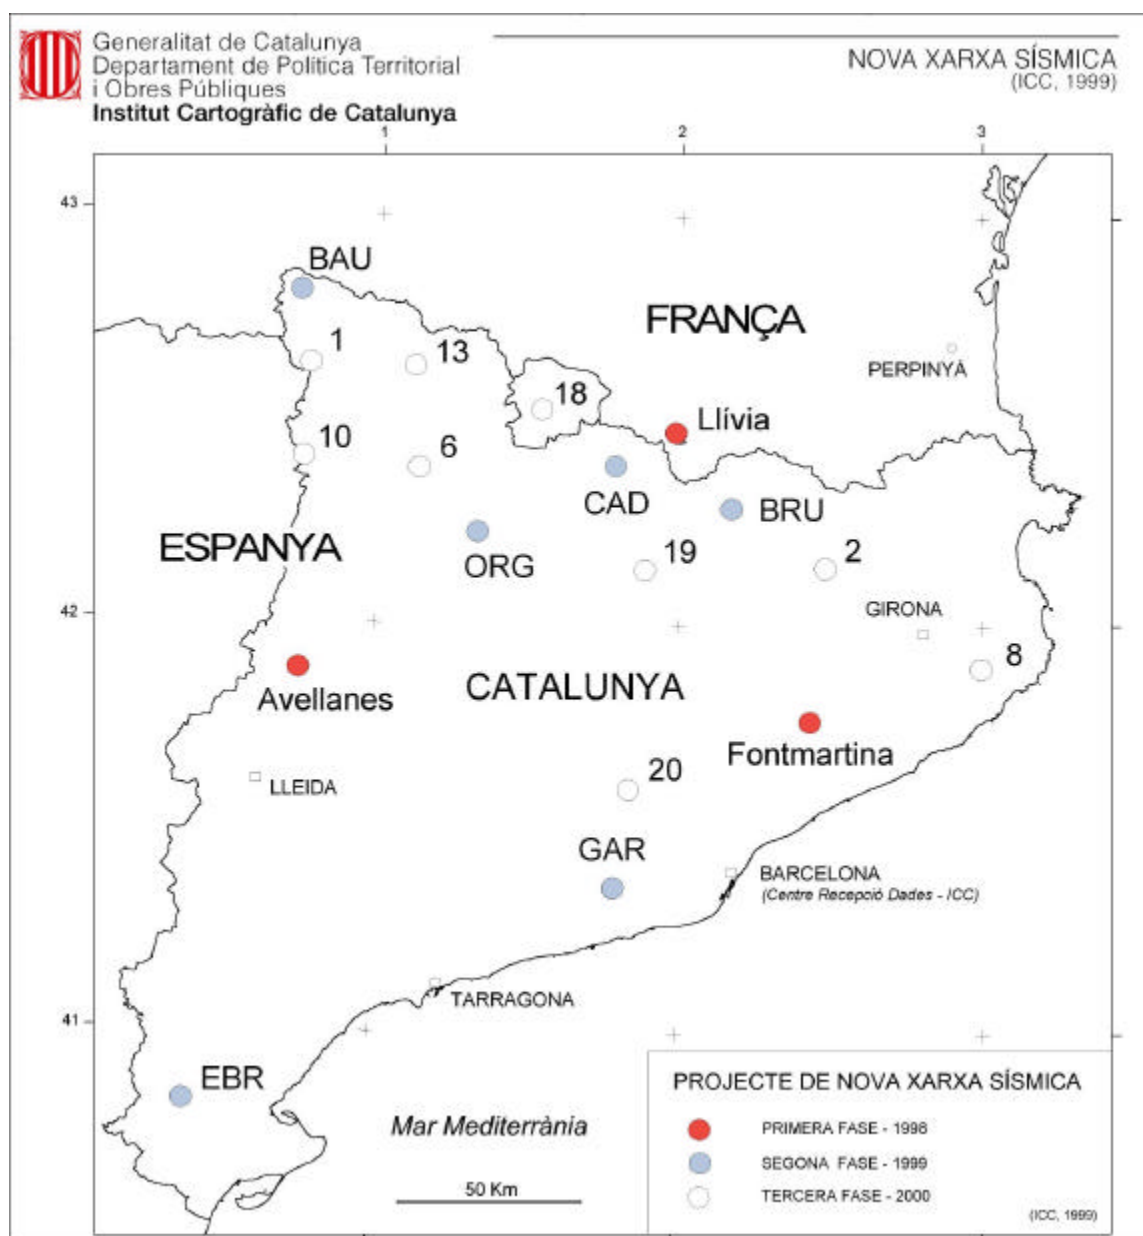 Generalitat de Catalunya
Departament de Política Territorial
i Obres Públiques
Institut Cartogràfic de Catalunya
NOVA XARXA SÍSMICA
(ICC, 1999)
1
2
3
43
BAU
FRANÇA
1
13
PERPINYÀ
18
Llívia
10
6
CAD
BRU
ESPANYA
ORG
19
2
42
GIRONA
8
Avellanes
CATALUNYA
Fontmartina
20
LLEIDA
GAR
BARCELONA
(Centre Recepció Dades - ICC)
TARRAGONA
41
EBR
Mar Mediterrània
50 Km
PROJECTE DE NOVA XARXA SÍSMICA
PRIMERA FASE - 1998
SEGONA FASE - 1999
TERCERA FASE - 2000
(ICC, 1999)